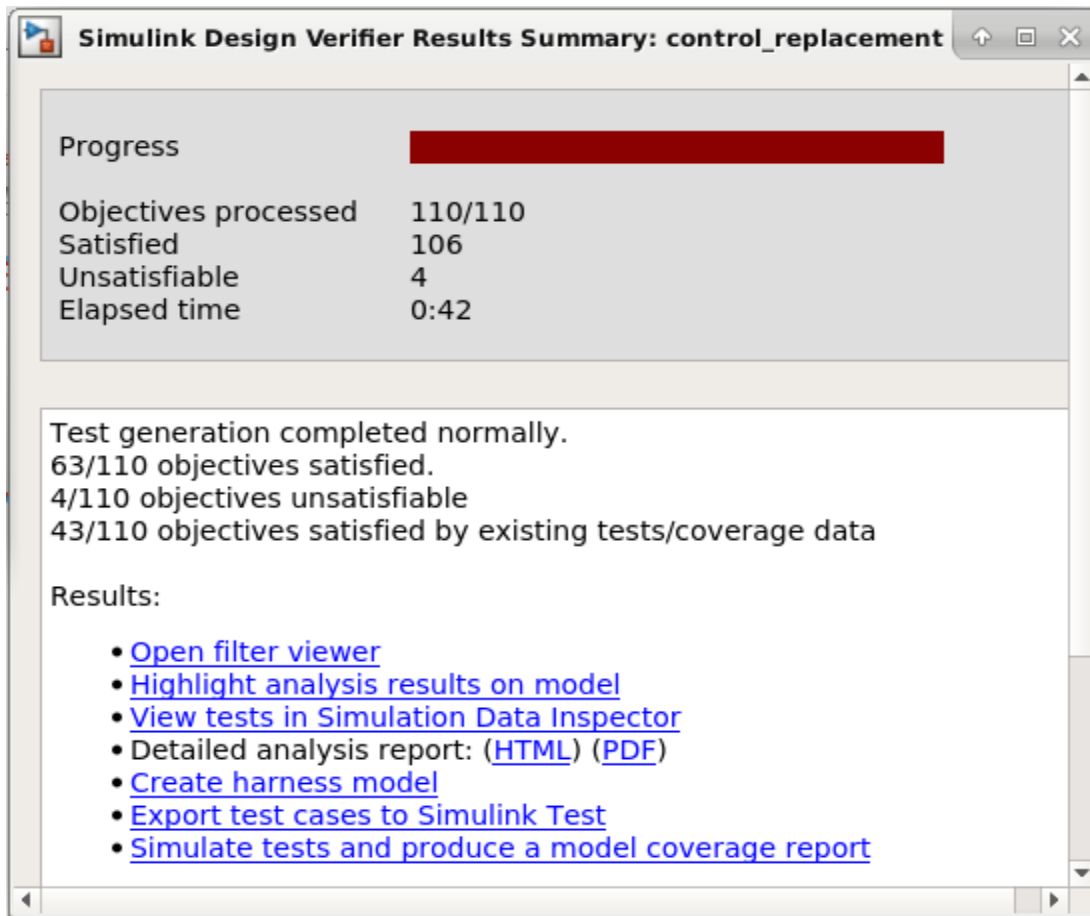 Simulink Design Verifier Results Summary: control_replacement
Progress
Objectives processed 110/110
Satisfied 106
Unsatisfiable 4
Elapsed time 0:42
Test generation completed normally.
63/110 objectives satisfied.
4/110 objectives unsatisfiable
43/110 objectives satisfied by existing tests/coverage data
Results:
• Open filter viewer
• Highlight analysis results on model
• View tests in Simulation Data Inspector
• Detailed analysis report: (HTML) (PDF)
• Create harness model
• Export test cases to Simulink Test
• Simulate tests and produce a model coverage report